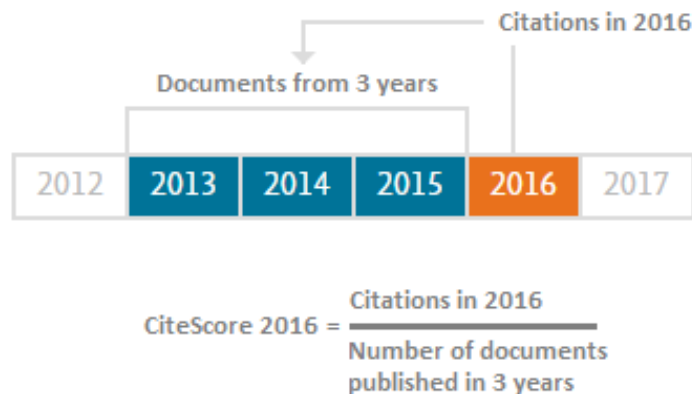 Citations in 2016
Documents from 3 years
2012 2013 2014 2015 2016 2017
Citations in 2016
CiteScore 2016 =
Number of documents
published in 3 years